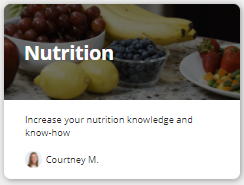 Nutrition
Increase your nutrition knowledge and
know-how
Courtney M.